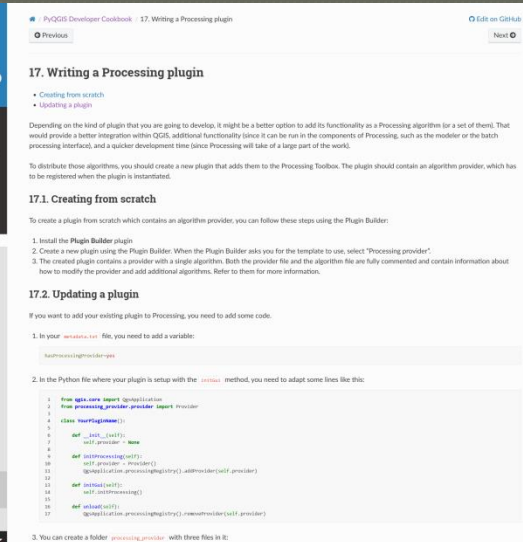 / PyQGIS Developer Cookbook / 17. Writing a Processing plugin
Edit on GitHub
Previous
Next
17. Writing a Processing plugin
• Creating from scratch
• Updating a plugin
Depending on the kind of plugin that you are going to develop, it might be a better option to add its functionality as a Processing algorithm (or a set of them). That
would provide a better integration within QGIS, additional functionality (since it can be run in the components of Processing, such as the modeler or the batch
processing interface), and a quicker development time (since Processing will take of a large part of the work).
To distribute those algorithms, you should create a new plugin that adds them to the Processing Toolbox. The plugin should contain an algorithm provider, which has
to be registered when the plugin is instantiated.
17.1. Creating from scratch
To create a plugin from scratch which contains an algorithm provider, you can follow these steps using the Plugin Builder:
1. Install the Plugin Builder plugin
2. Create a new plugin using the Plugin Builder. When the Plugin Builder asks you for the template to use, select "Processing provider".
3. The created plugin contains a provider with a single algorithm. Both the provider file and the algorithm file are fully commented and contain information about
how to modify the provider and add additional algorithms. Refer to them for more information.
17.2. Updating a plugin
If you want to add your existing plugin to Processing, you need to add some code.
1. In your metadata.txt file, you need to add a variable:
hasProcessingProvider=yes
2. In the Python file where your plugin is setup with the initGui method, you need to adapt some lines like this:
1 from qgis.core import QgsApplication
2 from processing_provider.provider import Provider
3
4 class YourPluginName():
5
6 def __init__(self):
7 self.provider = None
8
9 def initProcessing(self):
10 self.provider = Provider()
11 QgsApplication.processingRegistry().addProvider(self.provider)
12
13 def initGui(self):
14 self.initProcessing()
15
16 def unload(self):
17 QgsApplication.processingRegistry().removeProvider(self.provider)
3. You can create a folder processing_provider with three files in it: